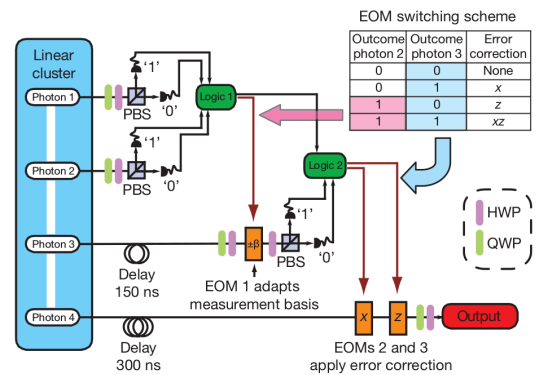 EOM switching scheme
Outcome photon 2 Outcome photon 3 Error correction
0 0 None
0 1 x
1 0 z
1 1 xz
Linear cluster
Photon 1
Photon 2
Photon 3
Photon 4
'1'
'0'
PBS
Logic 1
'1'
'0'
PBS
Logic 2
'1'
'0'
PBS
±β
Delay
150 ns
EOM 1 adapts
measurement basis
Delay
300 ns
x
z
Output
EOMs 2 and 3
apply error correction
HWP
QWP